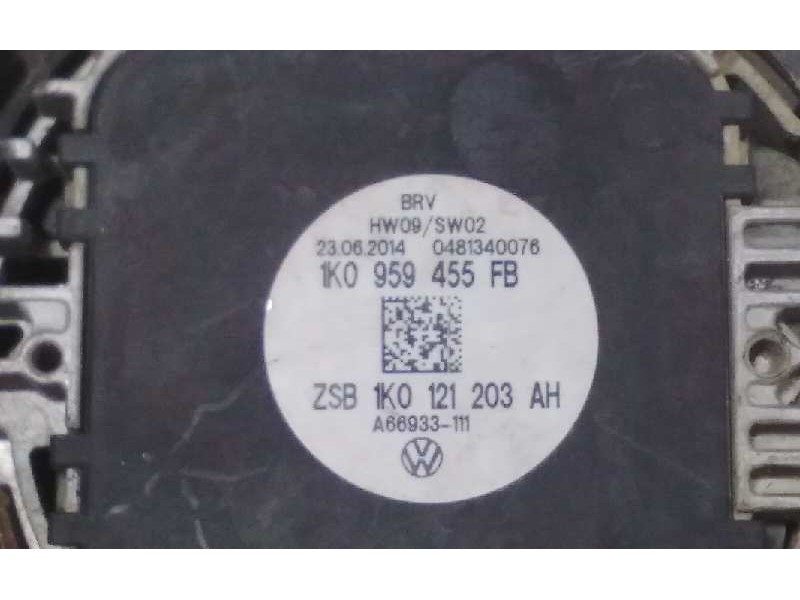 BRV
HW09/SW02
23.06.2014 0481340076
1K0 959 455 FB
ZSB 1K0 121 203 AH
A66933-111